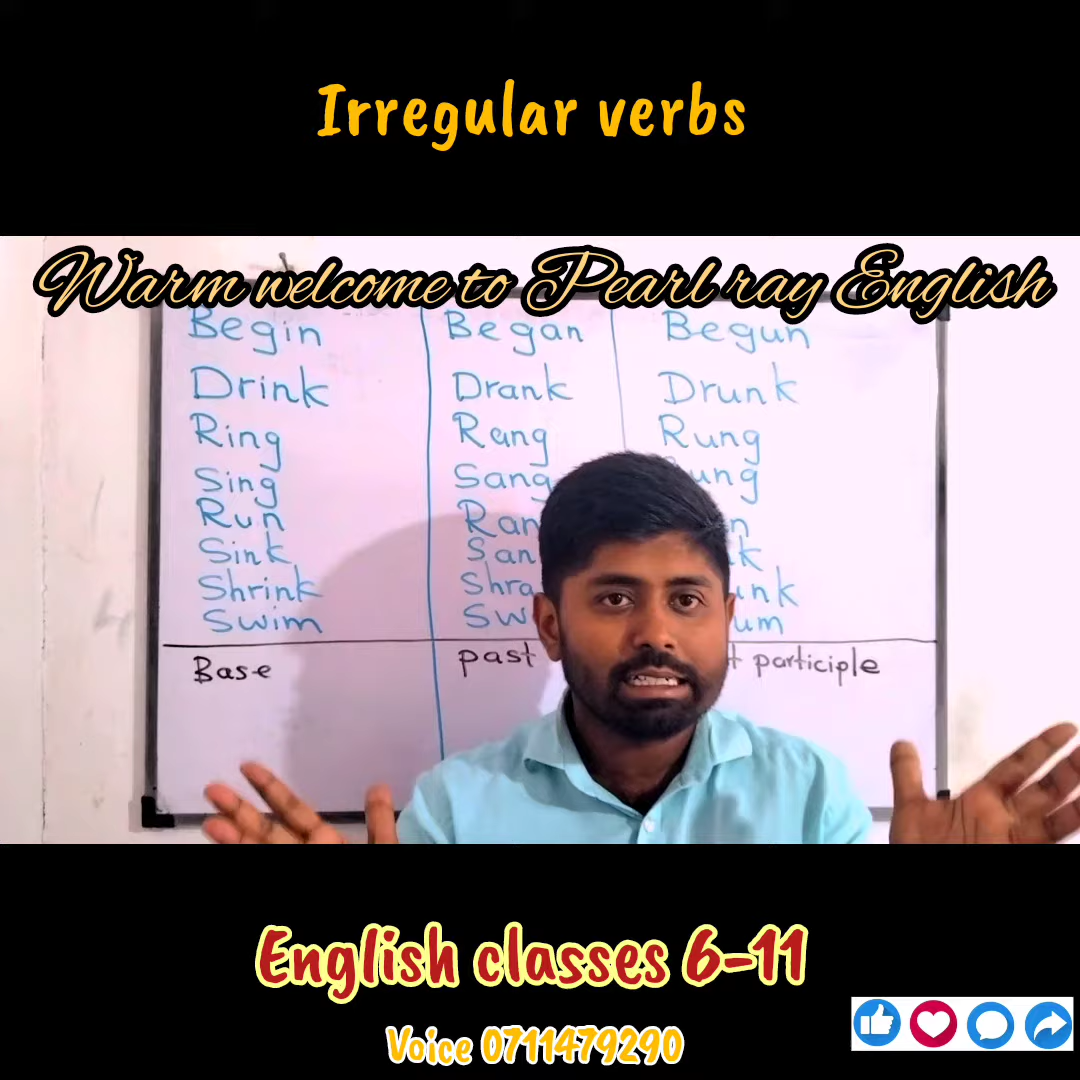 Irregular verbs
Warm welcome to Pearl ray English
Begin Began Begun
Drink Drank Drunk
Ring Rang Rung
Sing Sang
Run Ran
Sink
Shrink
Swim
Base past participle
English classes 6-11
Voice 0711479290